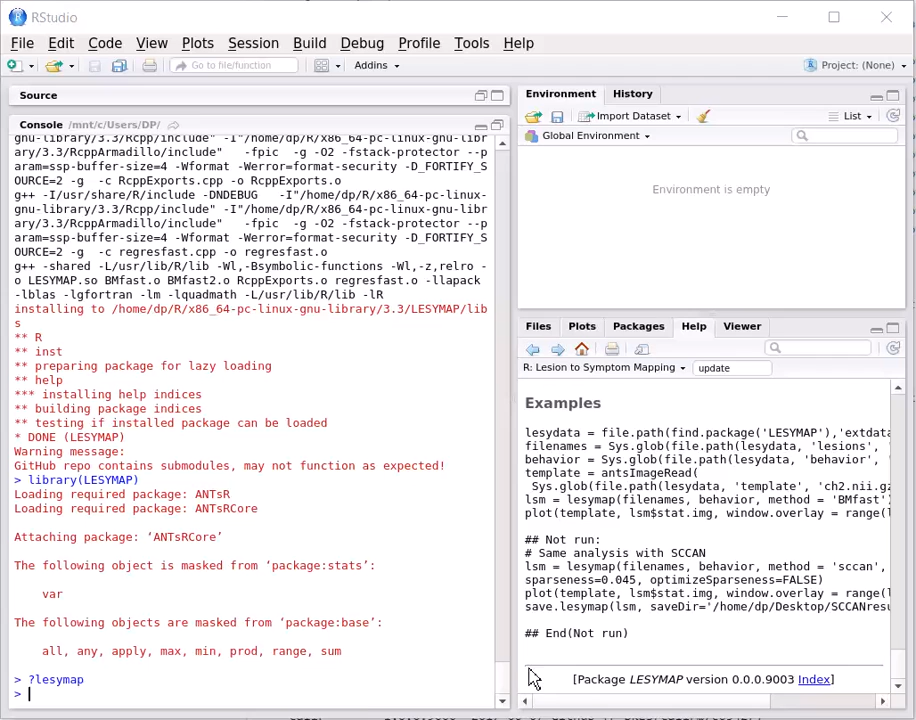 RStudio
File Edit Code View Plots Session Build Debug Profile Tools Help
Go to file/function Addins Project: (None)
Source
Console /mnt/c/Users/DP/
gnu-library/3.3/Rcpp/include" -I"/home/dp/R/x86_64-pc-linux-gnu-libr
ary/3.3/RcppArmadillo/include" -fpic -g -O2 -fstack-protector --p
aram=ssp-buffer-size=4 -Wformat -Werror=format-security -D_FORTIFY_S
OURCE=2 -g -c RcppExports.cpp -o RcppExports.o
g++ -I/usr/share/R/include -DNDEBUG -I"/home/dp/R/x86_64-pc-linux-
gnu-library/3.3/Rcpp/include" -I"/home/dp/R/x86_64-pc-linux-gnu-libr
ary/3.3/RcppArmadillo/include" -fpic -g -O2 -fstack-protector --p
aram=ssp-buffer-size=4 -Wformat -Werror=format-security -D_FORTIFY_S
OURCE=2 -g -c regresfast.cpp -o regresfast.o
g++ -shared -L/usr/lib/R/lib -Wl,-Bsymbolic-functions -Wl,-z,relro -
o LESYMAP.so BMfast.o BMfast2.o RcppExports.o regresfast.o -llapack
-lblas -lgfortran -lm -lquadmath -L/usr/lib/R/lib -lR
installing to /home/dp/R/x86_64-pc-linux-gnu-library/3.3/LESYMAP/lib
s
** R
** inst
** preparing package for lazy loading
** help
*** installing help indices
** building package indices
** testing if installed package can be loaded
* DONE (LESYMAP)
Warning message:
GitHub repo contains submodules, may not function as expected!
> library(LESYMAP)
Loading required package: ANTsR
Loading required package: ANTsRCore
Attaching package: ‘ANTsRCore’
The following object is masked from ‘package:stats’:
var
The following objects are masked from ‘package:base’:
all, any, apply, max, min, prod, range, sum
> ?lesymap
>
Environment History
Import Dataset List
Global Environment
Environment is empty
Files Plots Packages Help Viewer
R: Lesion to Symptom Mapping update
Examples
lesydata = file.path(find.package('LESYMAP'),'extdata
filenames = Sys.glob(file.path(lesydata, 'lesions', '
behavior = Sys.glob(file.path(lesydata, 'behavior', '
template = antsImageRead(
Sys.glob(file.path(lesydata, 'template', 'ch2.nii.gz
lsm = lesymap(filenames, behavior, method = 'BMfast')
plot(template, lsm$stat.img, window.overlay = range(l
## Not run:
# Same analysis with SCCAN
lsm = lesymap(filenames, behavior, method = 'sccan',
sparseness=0.045, optimizeSparseness=FALSE)
plot(template, lsm$stat.img, window.overlay = range(l
save.lesymap(lsm, saveDir='/home/dp/Desktop/SCCANresu
## End(Not run)
[Package LESYMAP version 0.0.0.9003 Index]